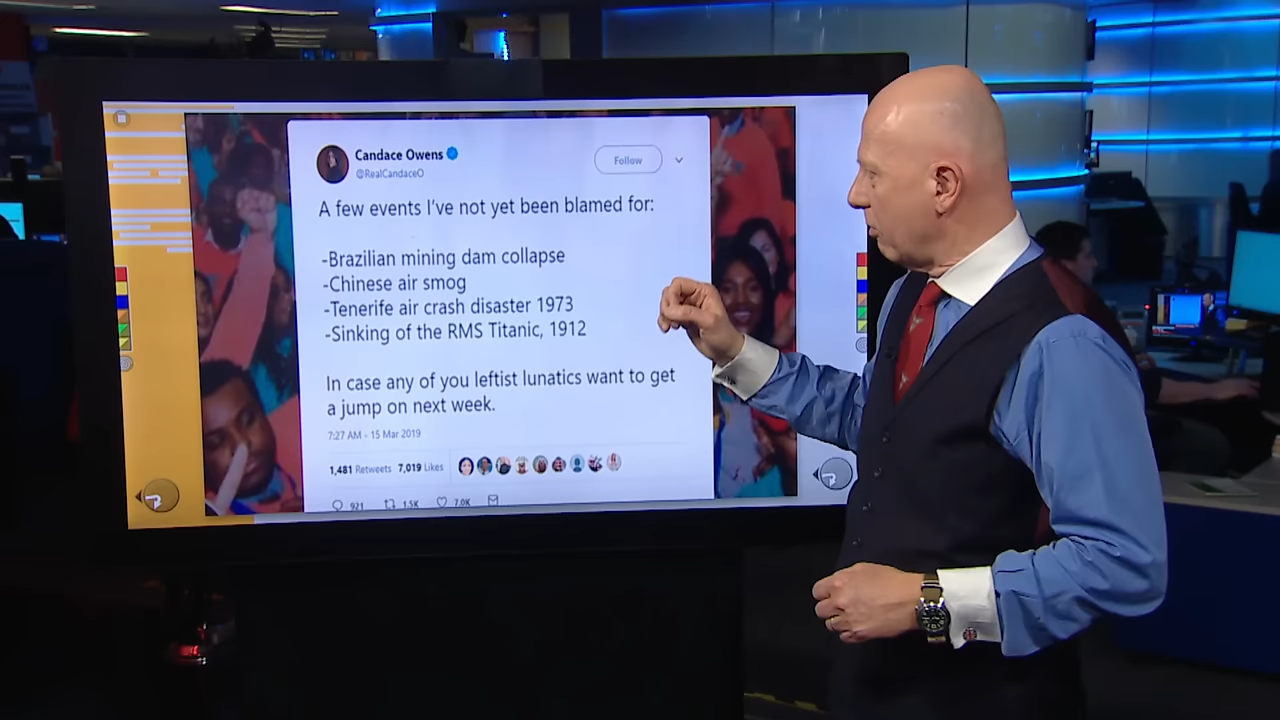 Candace Owens
@RealCandaceO
Follow
A few events I've not yet been blamed for:
-Brazilian mining dam collapse
-Chinese air smog
-Tenerife air crash disaster 1973
-Sinking of the RMS Titanic, 1912
In case any of you leftist lunatics want to get
a jump on next week.
7:27 AM - 15 Mar 2019
1,481 Retweets 7,019 Likes
921 1.5K 7.0K